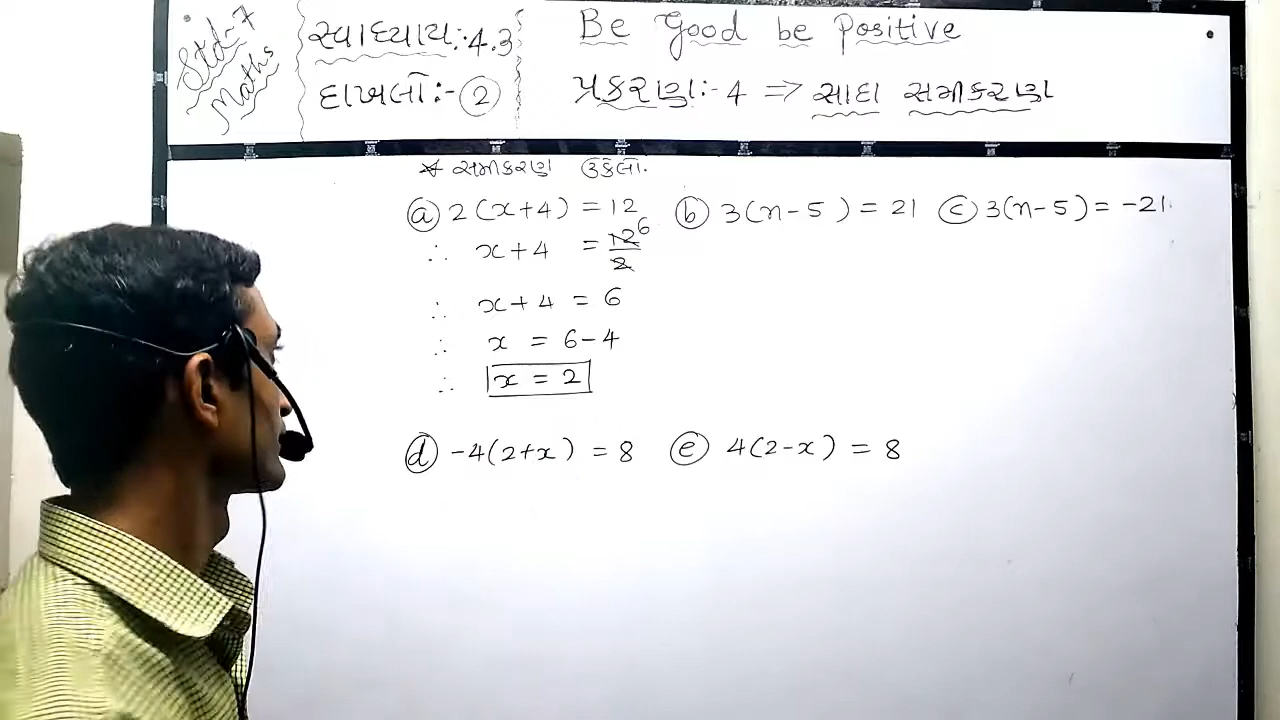 Std-7
Maths
સ્વાધ્યાય:-4.3
દાખલો:- 2
Be Good be positive
પ્રકરણ:- 4 => સાદા સમીકરણ
* સમીકરણ ઉકેલો.
(a) 2(x+4) = 12
∴ x+4 = 12/2 6
∴ x+4 = 6
∴ x = 6-4
∴ x = 2
(b) 3(n-5) = 21
(c) 3(n-5) = -21.
(d) -4(2+x) = 8
(e) 4(2-x) = 8